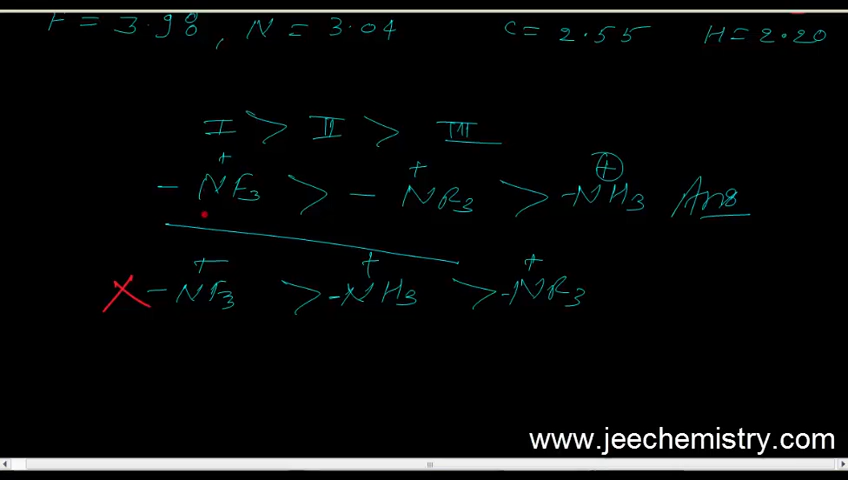 F = 3.98, N = 3.04 C = 2.55 H = 2.20
I > II > III
-N⁺F₃ > -N⁺R₃ > -N⊕H₃ Ans
× -N⁺F₃ > -N⁺H₃ > -N⁺R₃
www.jeechemistry.com